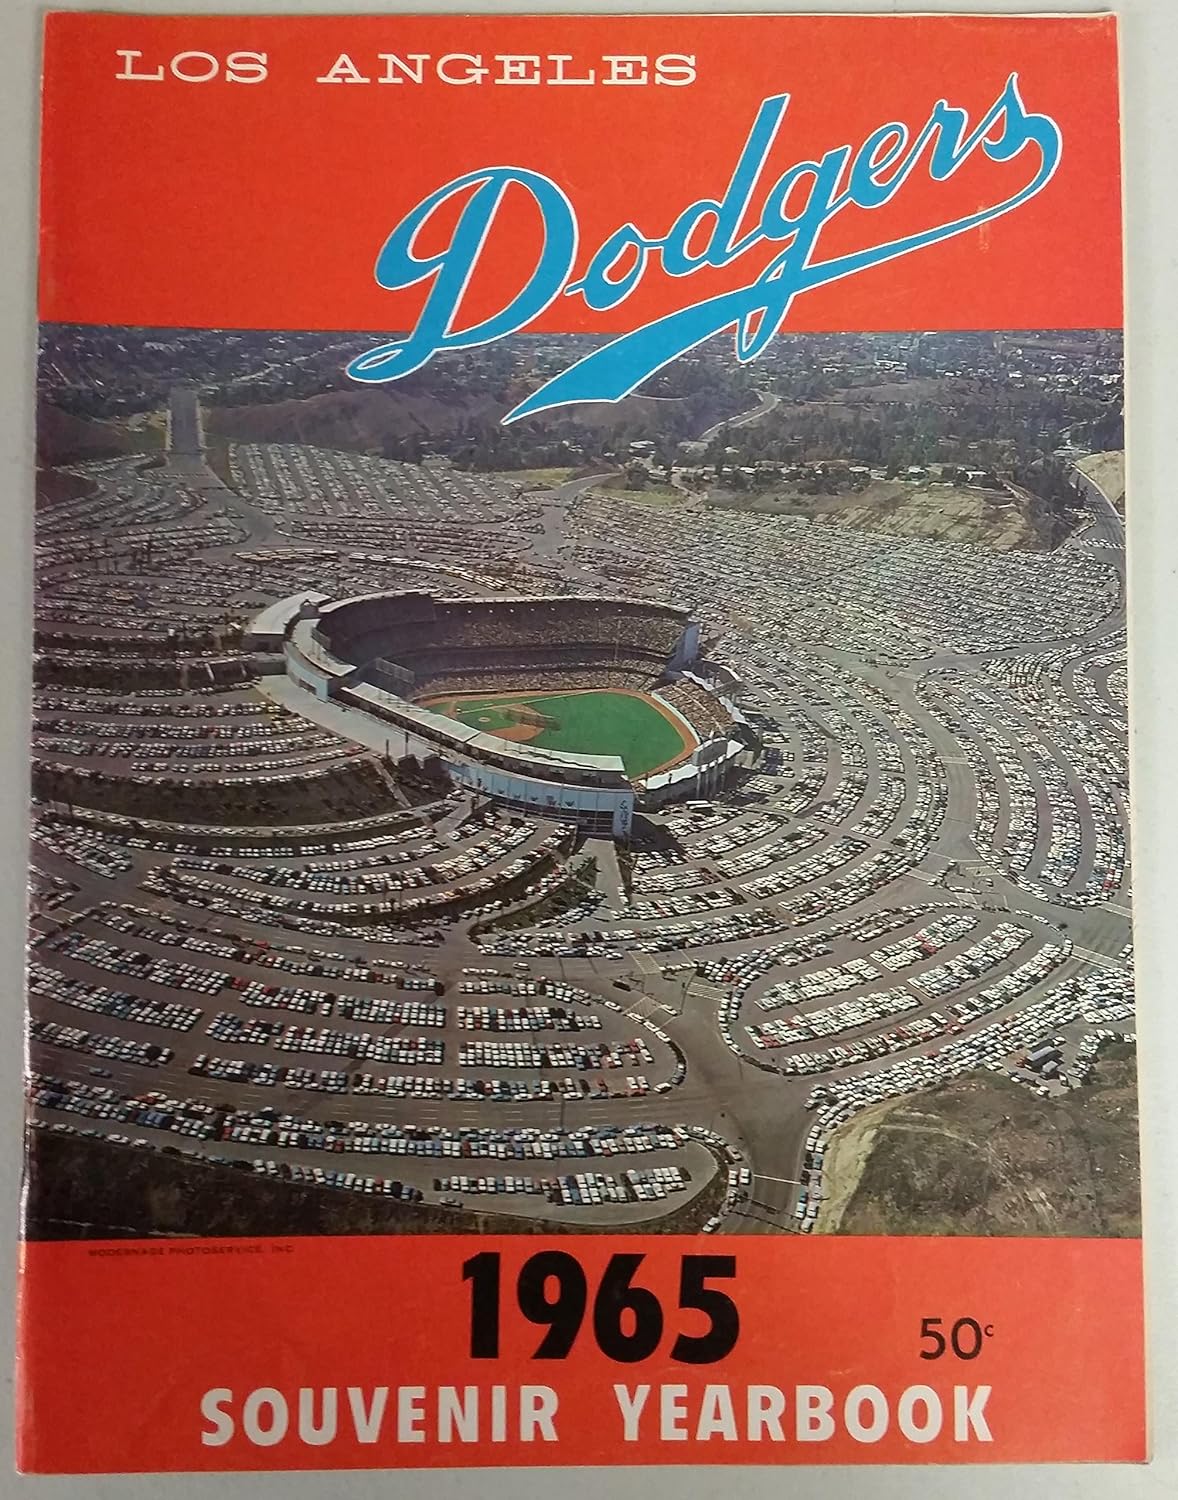 LOS ANGELES
Dodgers
MODERNAGE PHOTOSERVICE, INC
1965
50c
SOUVENIR YEARBOOK